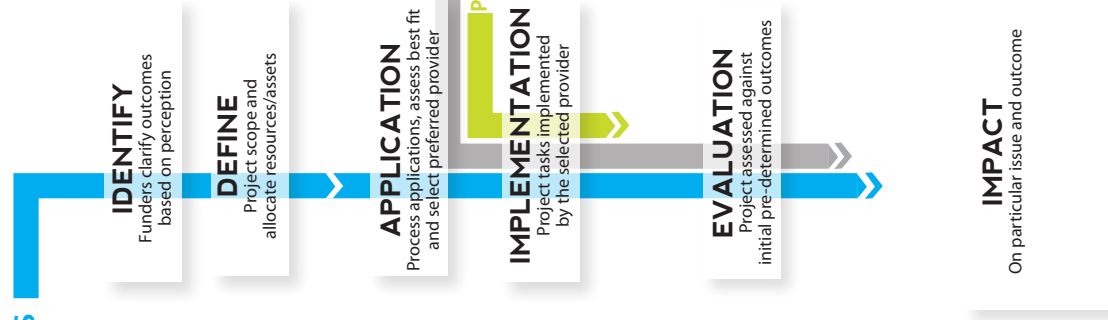 IDENTIFY
Funders clarify outcomes
based on perception
DEFINE
Project scope and
allocate resources/assets
APPLICATION
Process applications, assess best fit
and select preferred provider
P
IMPLEMENTATION
Project tasks implemented
by the selected provider
EVALUATION
Project assessed against
initial pre-determined outcomes
IMPACT
On particular issue and outcome